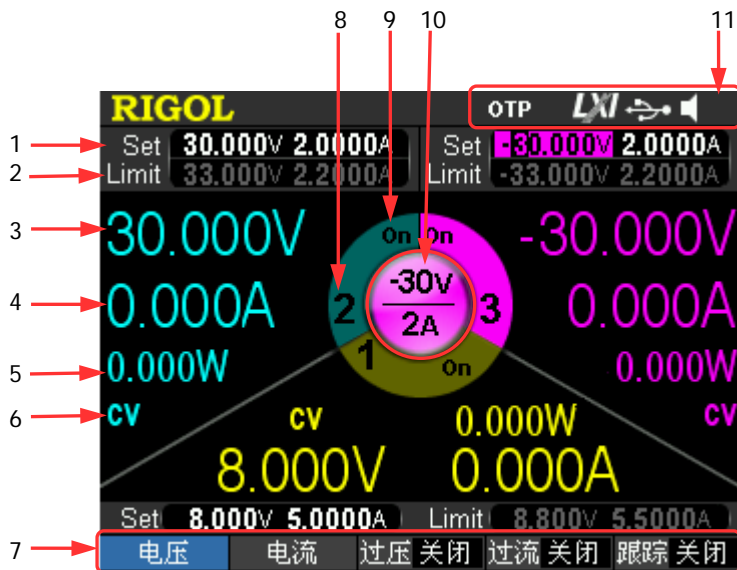 8 9 10 11
RIGOL OTP LXI
1 Set 30.000V 2.0000A Set -30.000V 2.0000A
2 Limit 33.000V 2.2000A Limit -33.000V 2.2000A
3 30.000V On On -30.000V
-30V
4 0.000A 2 2A 3 0.000A
5 0.000W 1 On 0.000W
6 CV CV 0.000W CV
8.000V 0.000A
Set 8.000V 5.0000A Limit 8.800V 5.5000A
7 电压 电流 过压 关闭 过流 关闭 跟踪 关闭